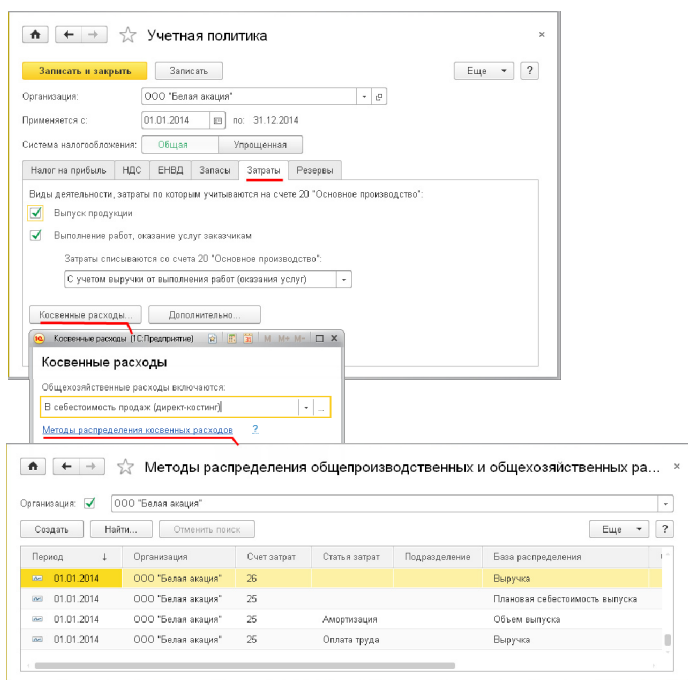 Учетная политика
Записать и закрыть Записать Еще ?
Организация: ООО "Белая акация"
Применяется с: 01.01.2014 по: 31.12.2014
Система налогообложения: Общая Упрощенная
Налог на прибыль НДС ЕНВД Запасы Затраты Резервы
Виды деятельности, затраты по которым учитываются на счете 20 "Основное производство":
Выпуск продукции
Выполнение работ, оказание услуг заказчикам
Затраты списываются со счета 20 "Основное производство":
С учетом выручки от выполнения работ (оказания услуг)
Косвенные расходы... Дополнительно...
Косвенные расходы (1С:Предприятие) M M+ M-
Косвенные расходы
Общехозяйственные расходы включаются:
В себестоимость продаж (директ-костинг) ...
Методы распределения косвенных расходов ?
Методы распределения общепроизводственных и общехозяйственных ра...
Организация: ООО "Белая акация"
Создать Найти... Отменить поиск Еще ?
Период ↓ Организация Счет затрат Статья затрат Подразделение База распределения
01.01.2014 ООО "Белая акация" 26 Выручка
01.01.2014 ООО "Белая акация" 25 Плановая себестоимость выпуска
01.01.2014 ООО "Белая акация" 25 Амортизация Объем выпуска
01.01.2014 ООО "Белая акация" 25 Оплата труда Выручка